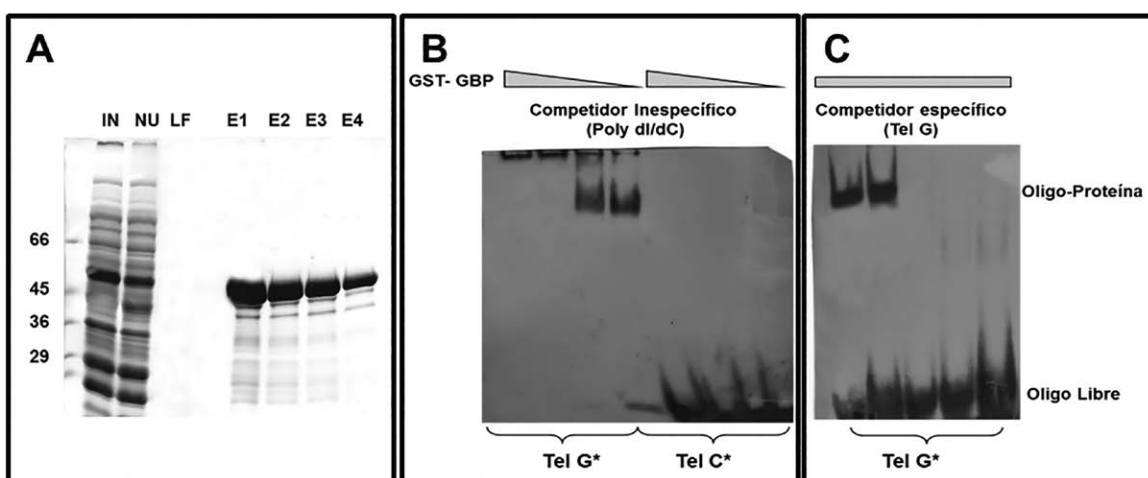 A
IN NU LF E1 E2 E3 E4
66
45
36
29
B
GST- GBP
Competidor Inespecífico
(Poly dI/dC)
Tel G* Tel C*
C
Competidor específico
(Tel G)
Oligo-Proteína
Oligo Libre
Tel G*